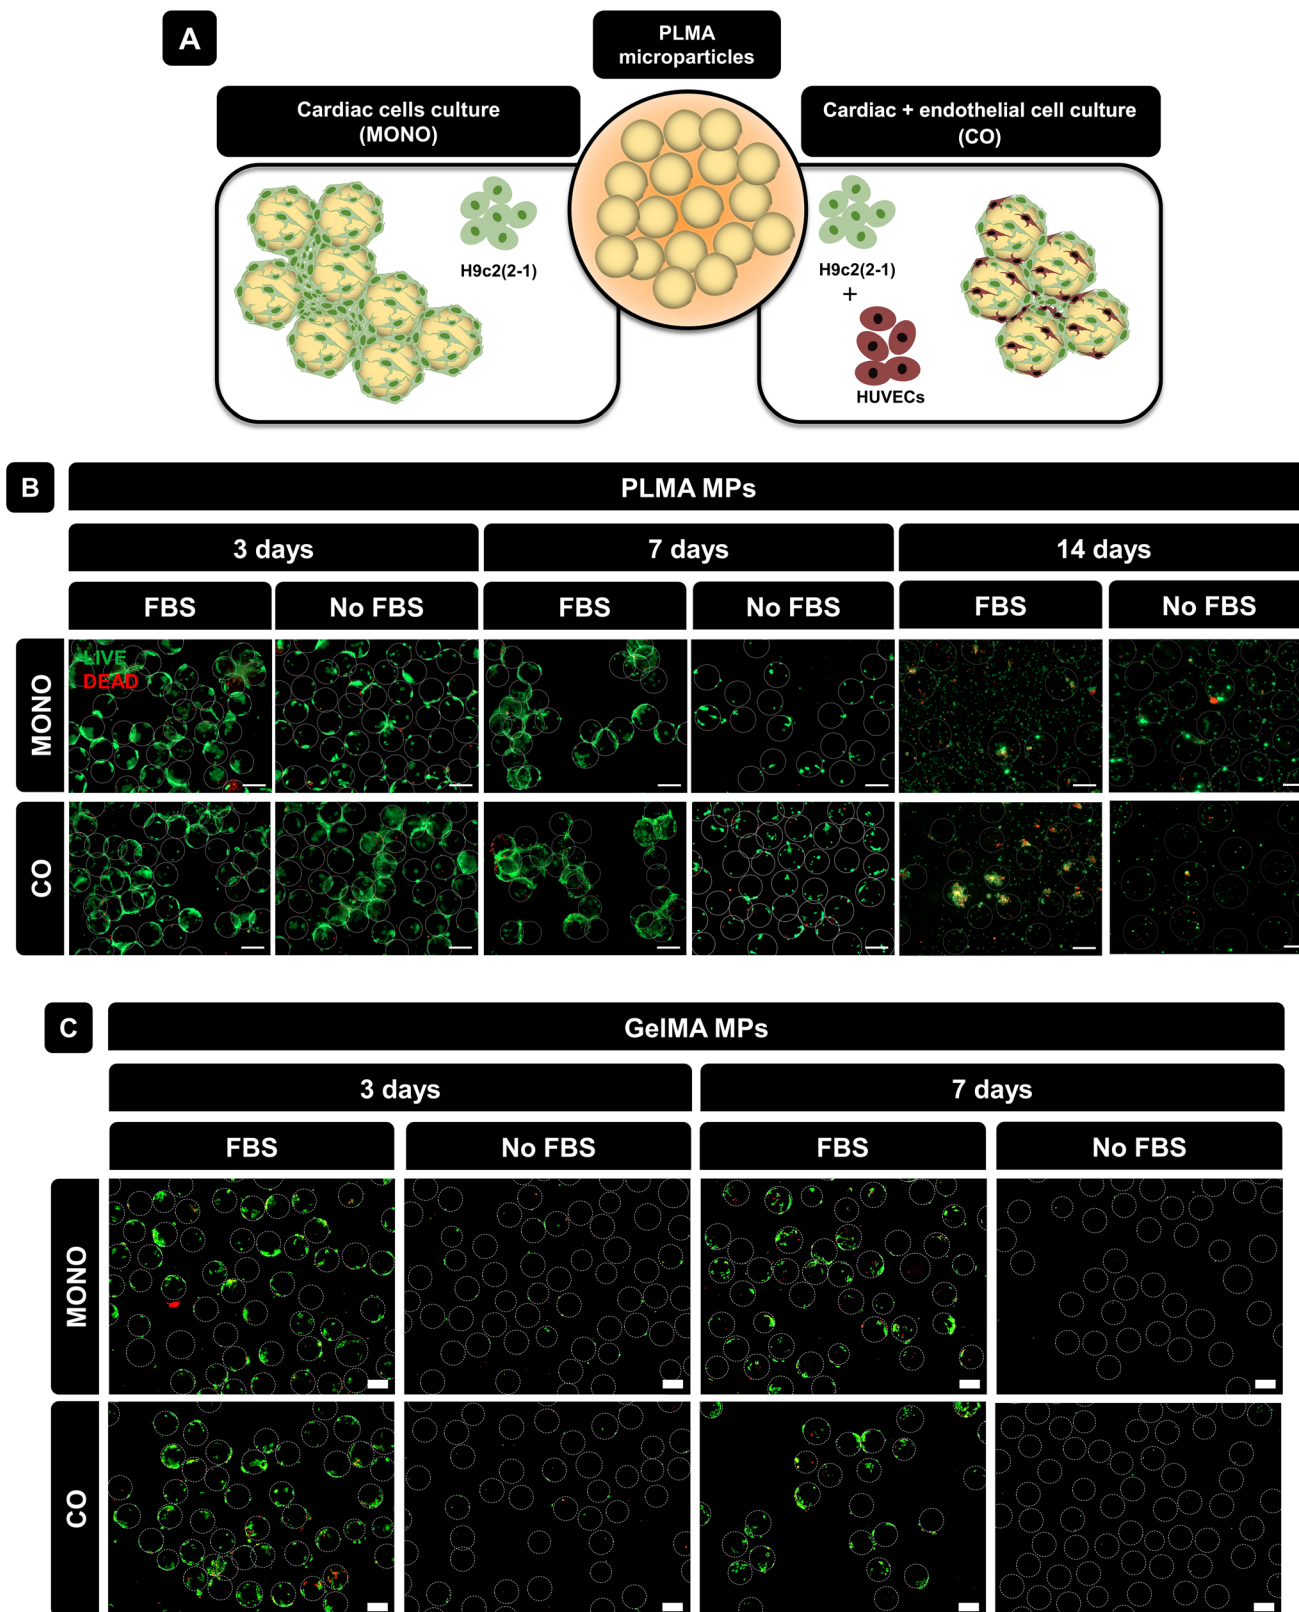 A
PLMA
microparticles
Cardiac cells culture
(MONO)
Cardiac + endothelial cell culture
(CO)
H9c2(2-1)
H9c2(2-1)
+
HUVECs
B
PLMA MPs
3 days
7 days
14 days
FBS
No FBS
FBS
No FBS
FBS
No FBS
MONO
LIVE
DEAD
CO
C
GelMA MPs
3 days
7 days
FBS
No FBS
FBS
No FBS
MONO
CO